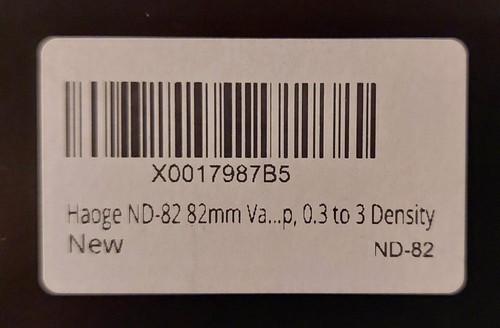 X0017987B5
Haoge ND-82 82mm Va...p, 0.3 to 3 Density
New
ND-82